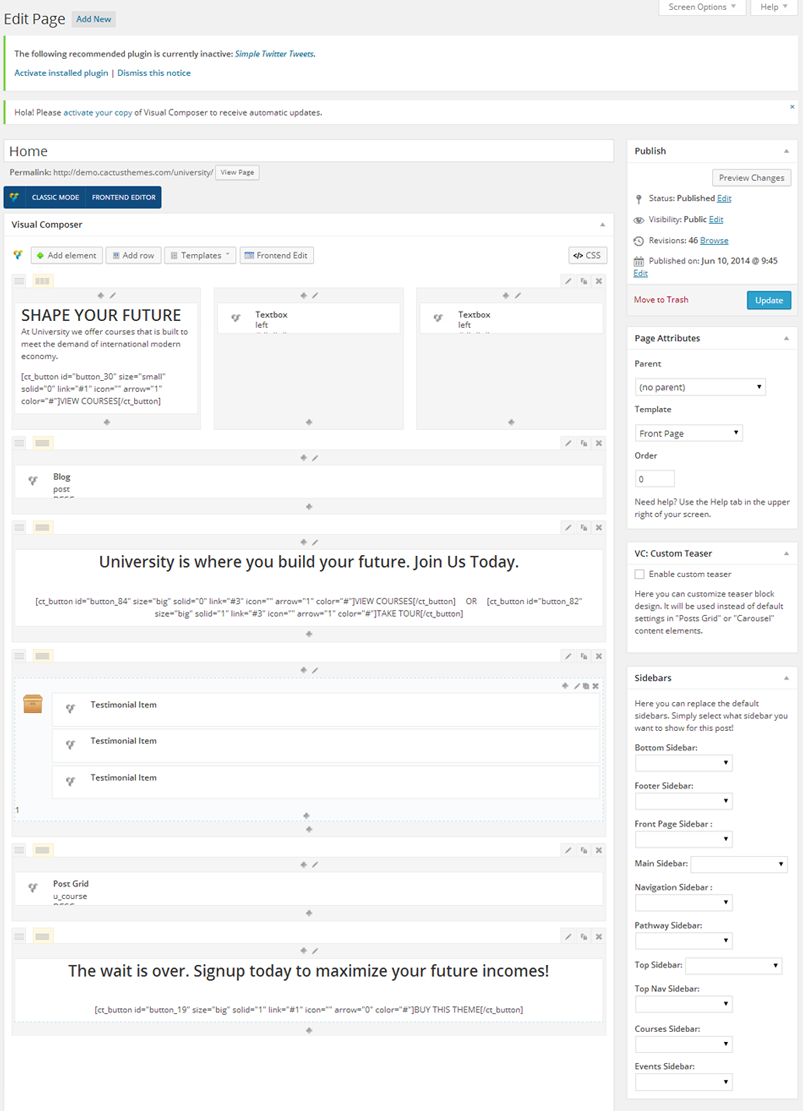 Screen Options Help
Edit Page Add New
The following recommended plugin is currently inactive: Simple Twitter Tweets.
Activate installed plugin | Dismiss this notice
Hola! Please activate your copy of Visual Composer to receive automatic updates.
Home
Permalink: http://demo.cactusthemes.com/university/ View Page
CLASSIC MODE FRONTEND EDITOR
Visual Composer
Add element Add row Templates Frontend Edit </> CSS
SHAPE YOUR FUTURE
At University we offer courses that is built to
meet the demand of international modern
economy.
[ct_button id="button_30" size="small"
solid="0" link="#1" icon="" arrow="1"
color="#"]VIEW COURSES[/ct_button]
Textbox
left
Textbox
left
Blog
post
University is where you build your future. Join Us Today.
[ct_button id="button_84" size="big" solid="0" link="#3" icon="" arrow="1" color="#"]VIEW COURSES[/ct_button] OR [ct_button id="button_82"
size="big" solid="1" link="#3" icon="" arrow="1" color="#"]TAKE TOUR[/ct_button]
Testimonial Item
Testimonial Item
Testimonial Item
1
Post Grid
u_course
The wait is over. Signup today to maximize your future incomes!
[ct_button id="button_19" size="big" solid="1" link="#1" icon="" arrow="0" color="#"]BUY THIS THEME[/ct_button]
Publish
Preview Changes
Status: Published Edit
Visibility: Public Edit
Revisions: 46 Browse
Published on: Jun 10, 2014 @ 9:45
Edit
Move to Trash Update
Page Attributes
Parent
(no parent)
Template
Front Page
Order
0
Need help? Use the Help tab in the upper
right of your screen.
VC: Custom Teaser
Enable custom teaser
Here you can customize teaser block
design. It will be used instead of default
settings in "Posts Grid" or "Carousel"
content elements.
Sidebars
Here you can replace the default
sidebars. Simply select what sidebar you
want to show for this post!
Bottom Sidebar:
Footer Sidebar:
Front Page Sidebar :
Main Sidebar:
Navigation Sidebar :
Pathway Sidebar:
Top Sidebar:
Top Nav Sidebar:
Courses Sidebar:
Events Sidebar: